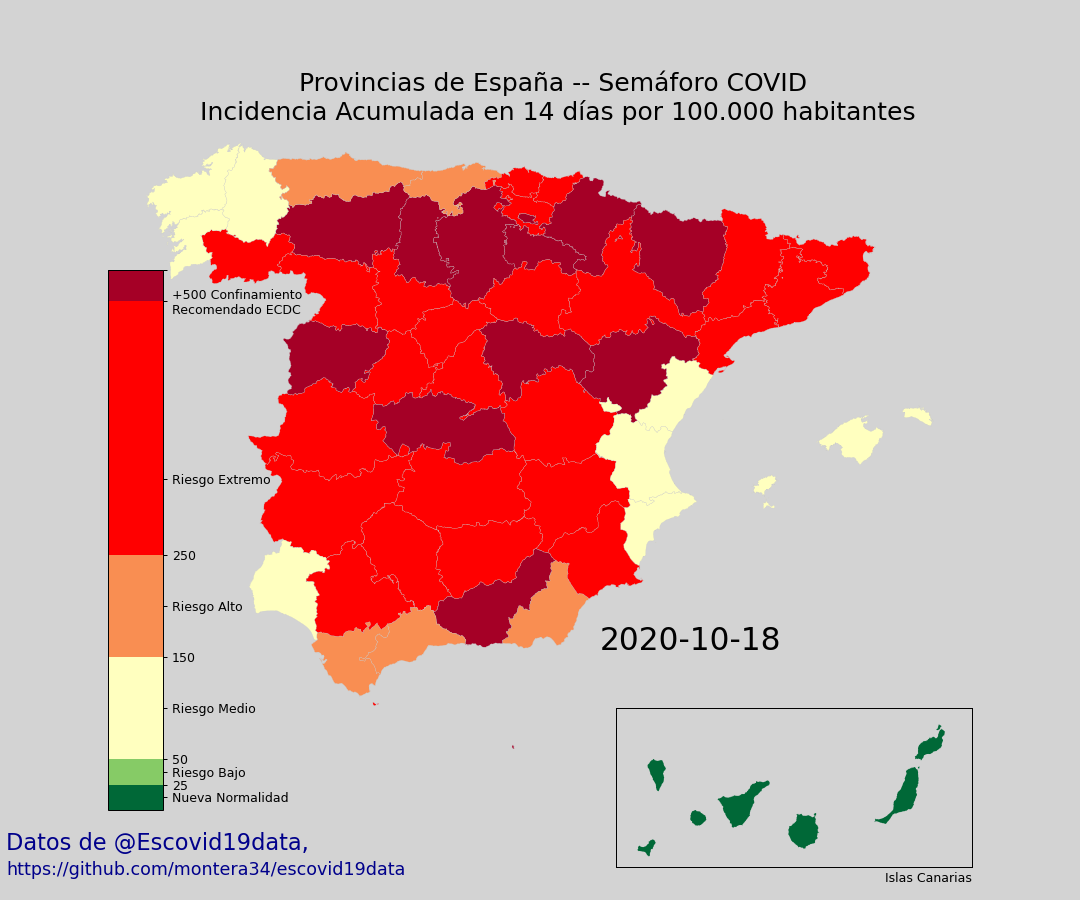 Provincias de España -- Semáforo COVID
Incidencia Acumulada en 14 días por 100.000 habitantes
+500 Confinamiento
Recomendado ECDC
Riesgo Extremo
250
Riesgo Alto
150
Riesgo Medio
50
Riesgo Bajo
25
Nueva Normalidad
2020-10-18
Islas Canarias
Datos de @Escovid19data,
https://github.com/montera34/escovid19data